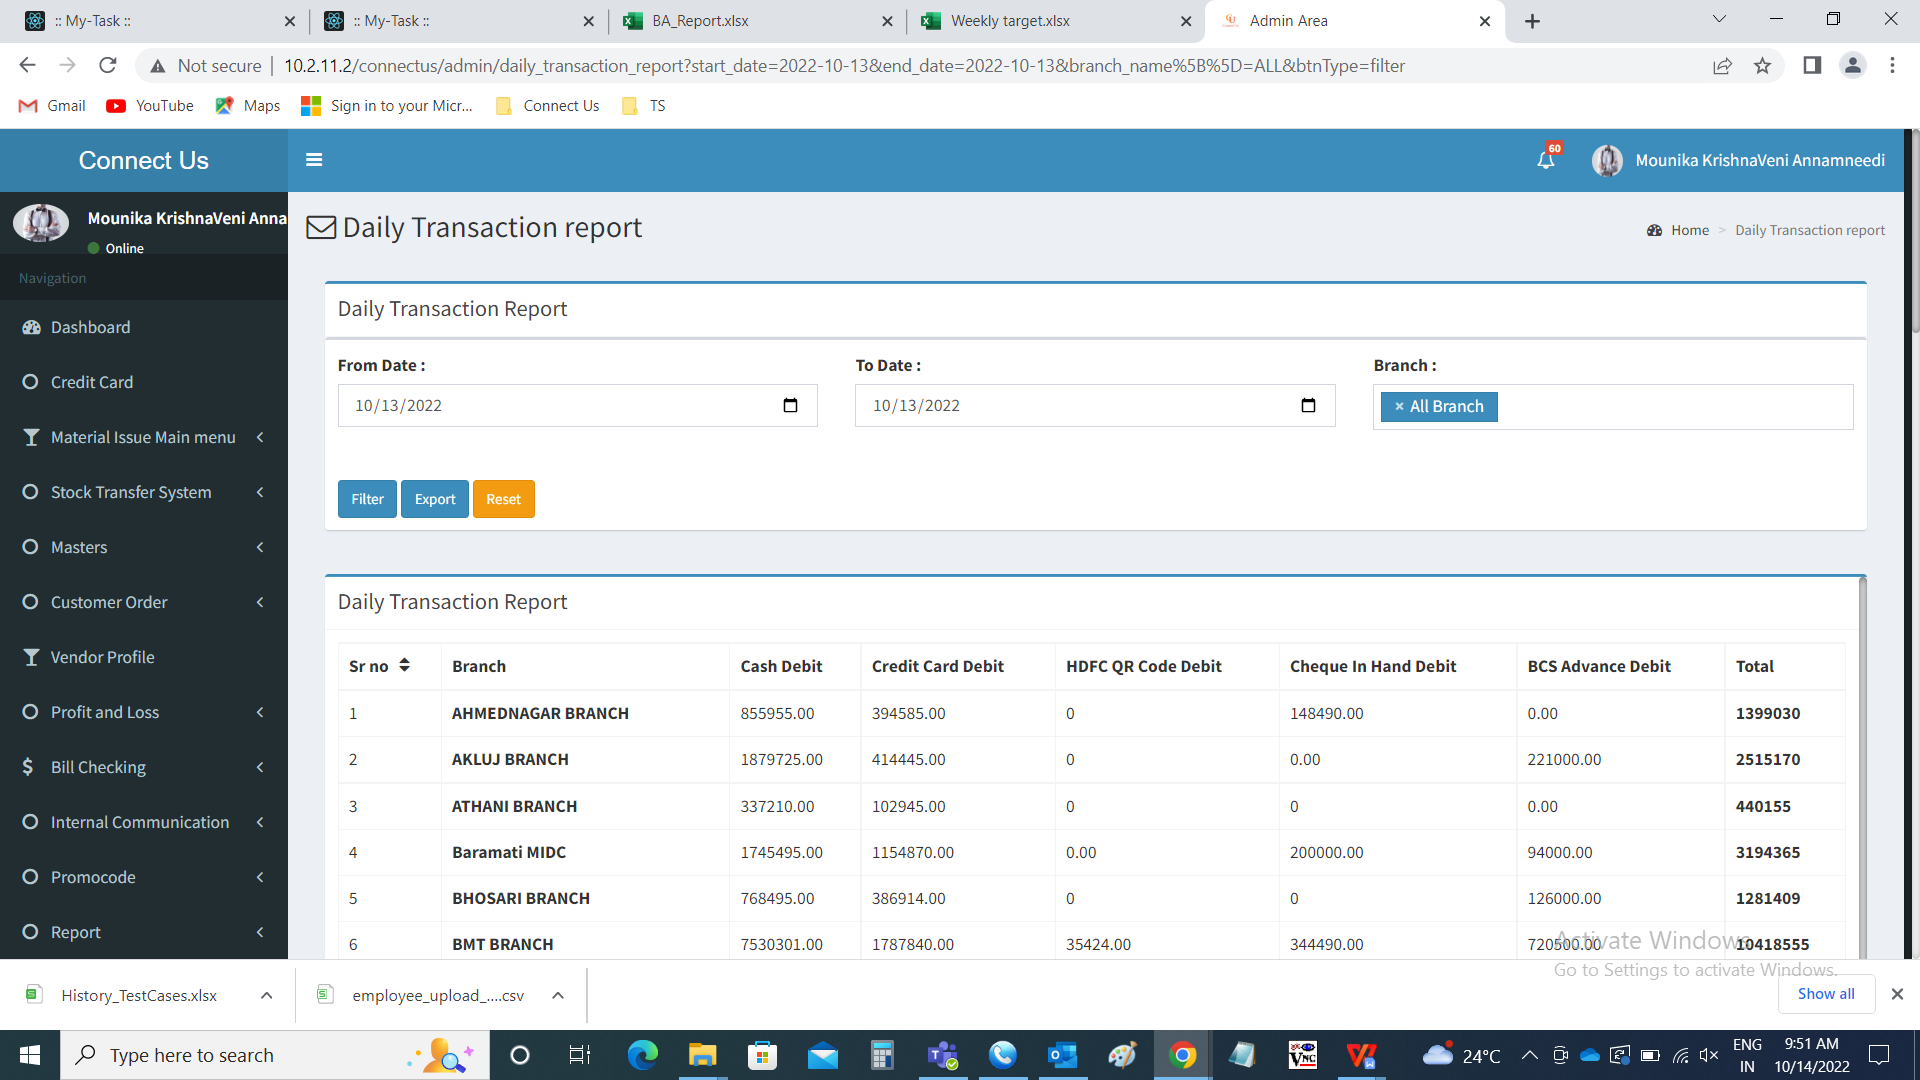 :: My-Task ::
:: My-Task ::
BA_Report.xlsx
Weekly target.xlsx
Admin Area
Not secure
10.2.11.2/connectus/admin/daily_transaction_report?start_date=2022-10-13&end_date=2022-10-13&branch_name%5B%5D=ALL&btnType=filter
Gmail YouTube Maps Sign in to your Micr... Connect Us TS
Connect Us
60
Mounika KrishnaVeni Annamneedi
Mounika KrishnaVeni Anna
Online
Navigation
Dashboard
Credit Card
Material Issue Main menu
Stock Transfer System
Masters
Customer Order
Vendor Profile
Profit and Loss
Bill Checking
Internal Communication
Promocode
Report
Daily Transaction report
Home > Daily Transaction report
Daily Transaction Report
From Date : To Date : Branch :
10/13/2022 10/13/2022 × All Branch
Filter Export Reset
Daily Transaction Report
Sr no Branch Cash Debit Credit Card Debit HDFC QR Code Debit Cheque In Hand Debit BCS Advance Debit Total
1 AHMEDNAGAR BRANCH 855955.00 394585.00 0 148490.00 0.00 1399030
2 AKLUJ BRANCH 1879725.00 414445.00 0 0.00 221000.00 2515170
3 ATHANI BRANCH 337210.00 102945.00 0 0 0.00 440155
4 Baramati MIDC 1745495.00 1154870.00 0.00 200000.00 94000.00 3194365
5 BHOSARI BRANCH 768495.00 386914.00 0 0 126000.00 1281409
6 BMT BRANCH 7530301.00 1787840.00 35424.00 344490.00 720500.00 10418555
Activate Windows
Go to Settings to activate Windows.
History_TestCases.xlsx
employee_upload_....csv
Show all
Type here to search
24°C
ENG
IN
9:51 AM
10/14/2022